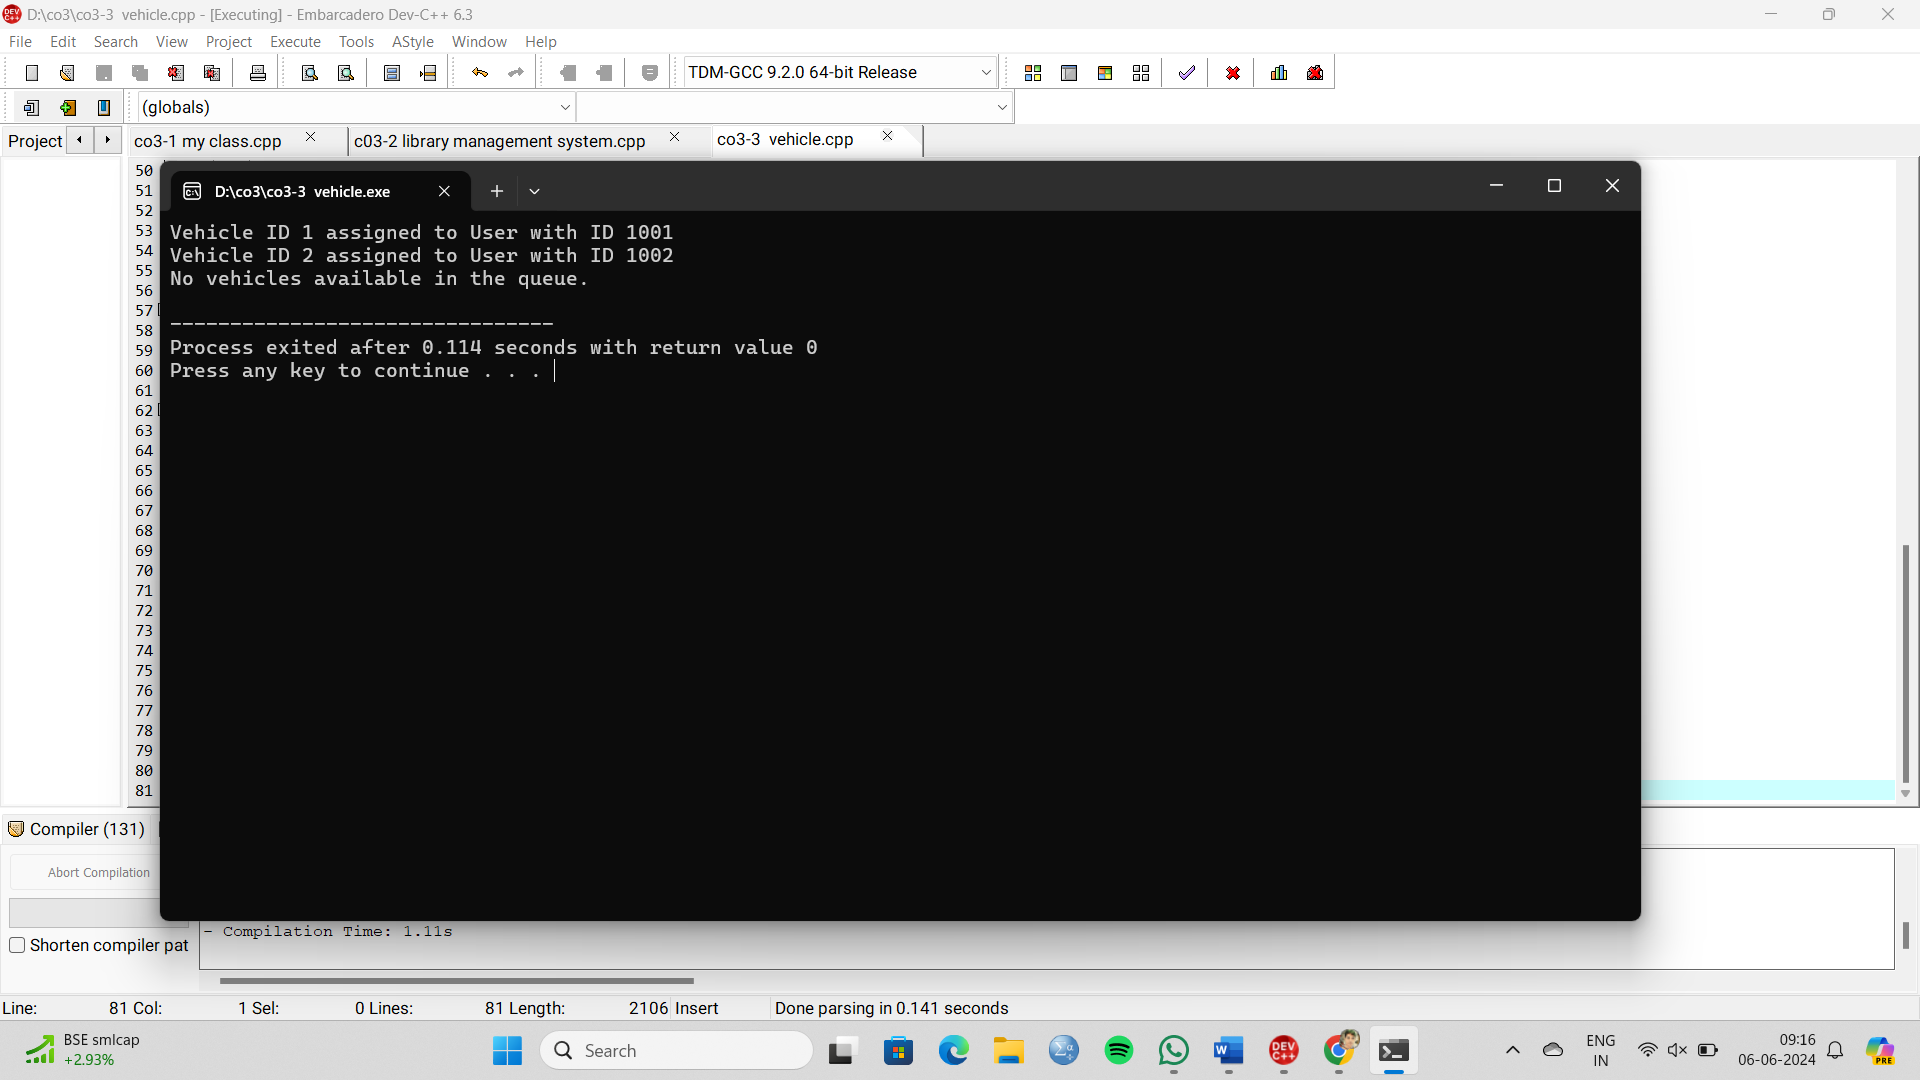 D:\co3\co3-3 vehicle.cpp - [Executing] - Embarcadero Dev-C++ 6.3
File Edit Search View Project Execute Tools AStyle Window Help
TDM-GCC 9.2.0 64-bit Release
(globals)
Project co3-1 my class.cpp c03-2 library management system.cpp co3-3 vehicle.cpp
D:\co3\co3-3 vehicle.exe
Vehicle ID 1 assigned to User with ID 1001
Vehicle ID 2 assigned to User with ID 1002
No vehicles available in the queue.
--------------------------------
Process exited after 0.114 seconds with return value 0
Press any key to continue . . .
50
51
52
53
54
55
56
57
58
59
60
61
62
63
64
65
66
67
68
69
70
71
72
73
74
75
76
77
78
79
80
81
Compiler (131)
Abort Compilation
Shorten compiler pat
- Compilation Time: 1.11s
Line: 81 Col: 1 Sel: 0 Lines: 81 Length: 2106 Insert Done parsing in 0.141 seconds
BSE smlcap
+2.93%
Search
DEV C++
ENG
IN
09:16
06-06-2024
PRE